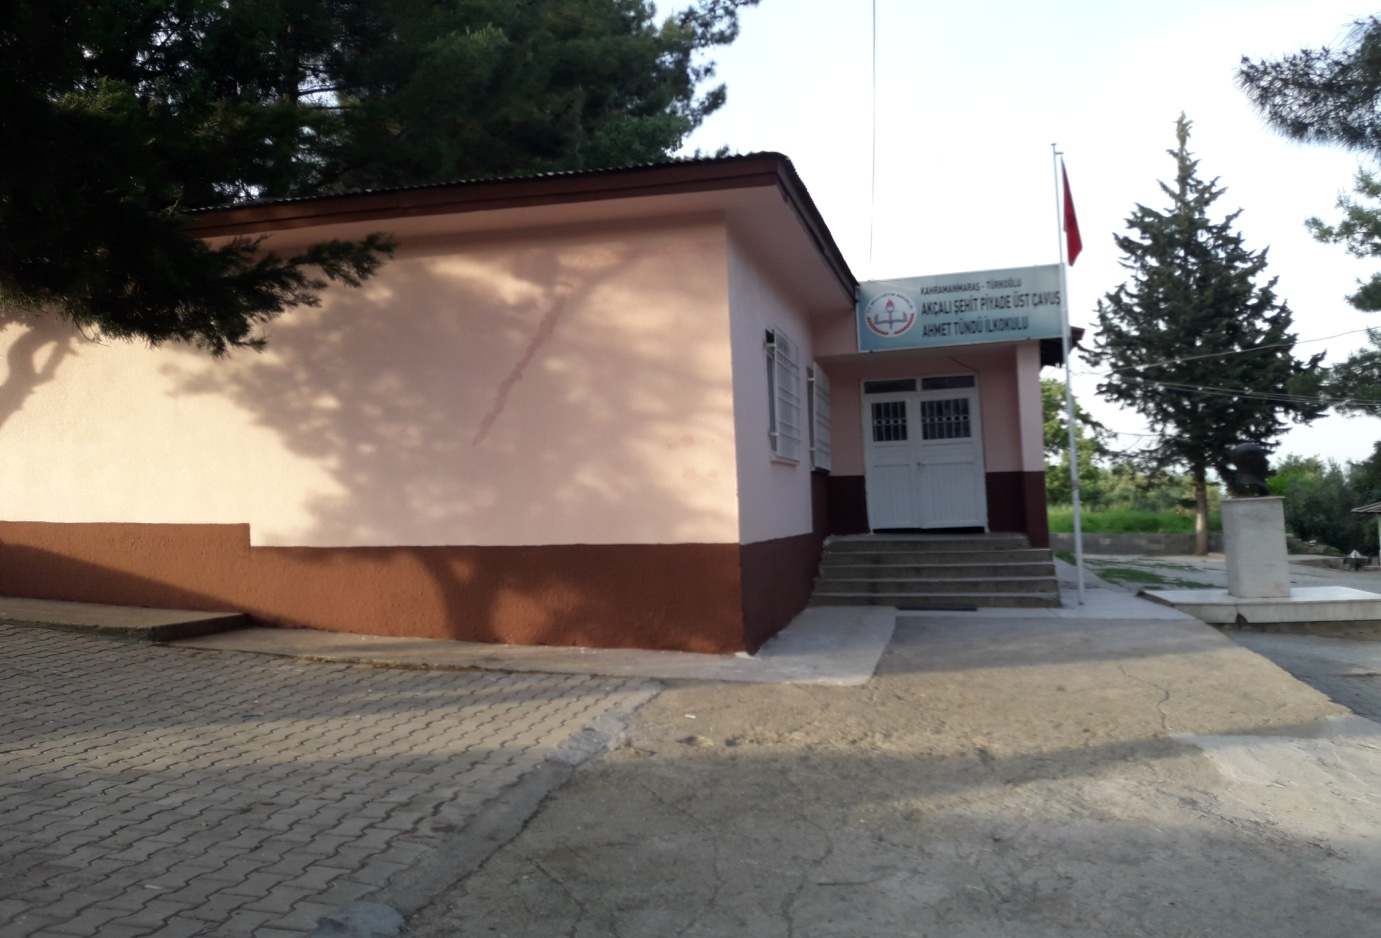 KAHRAMANMARAŞ - TÜRKOĞLU
AKÇALI ŞEHİT PİYADE ÜST ÇAVUŞ
AHMET TÜNDÜ İLKOKULU